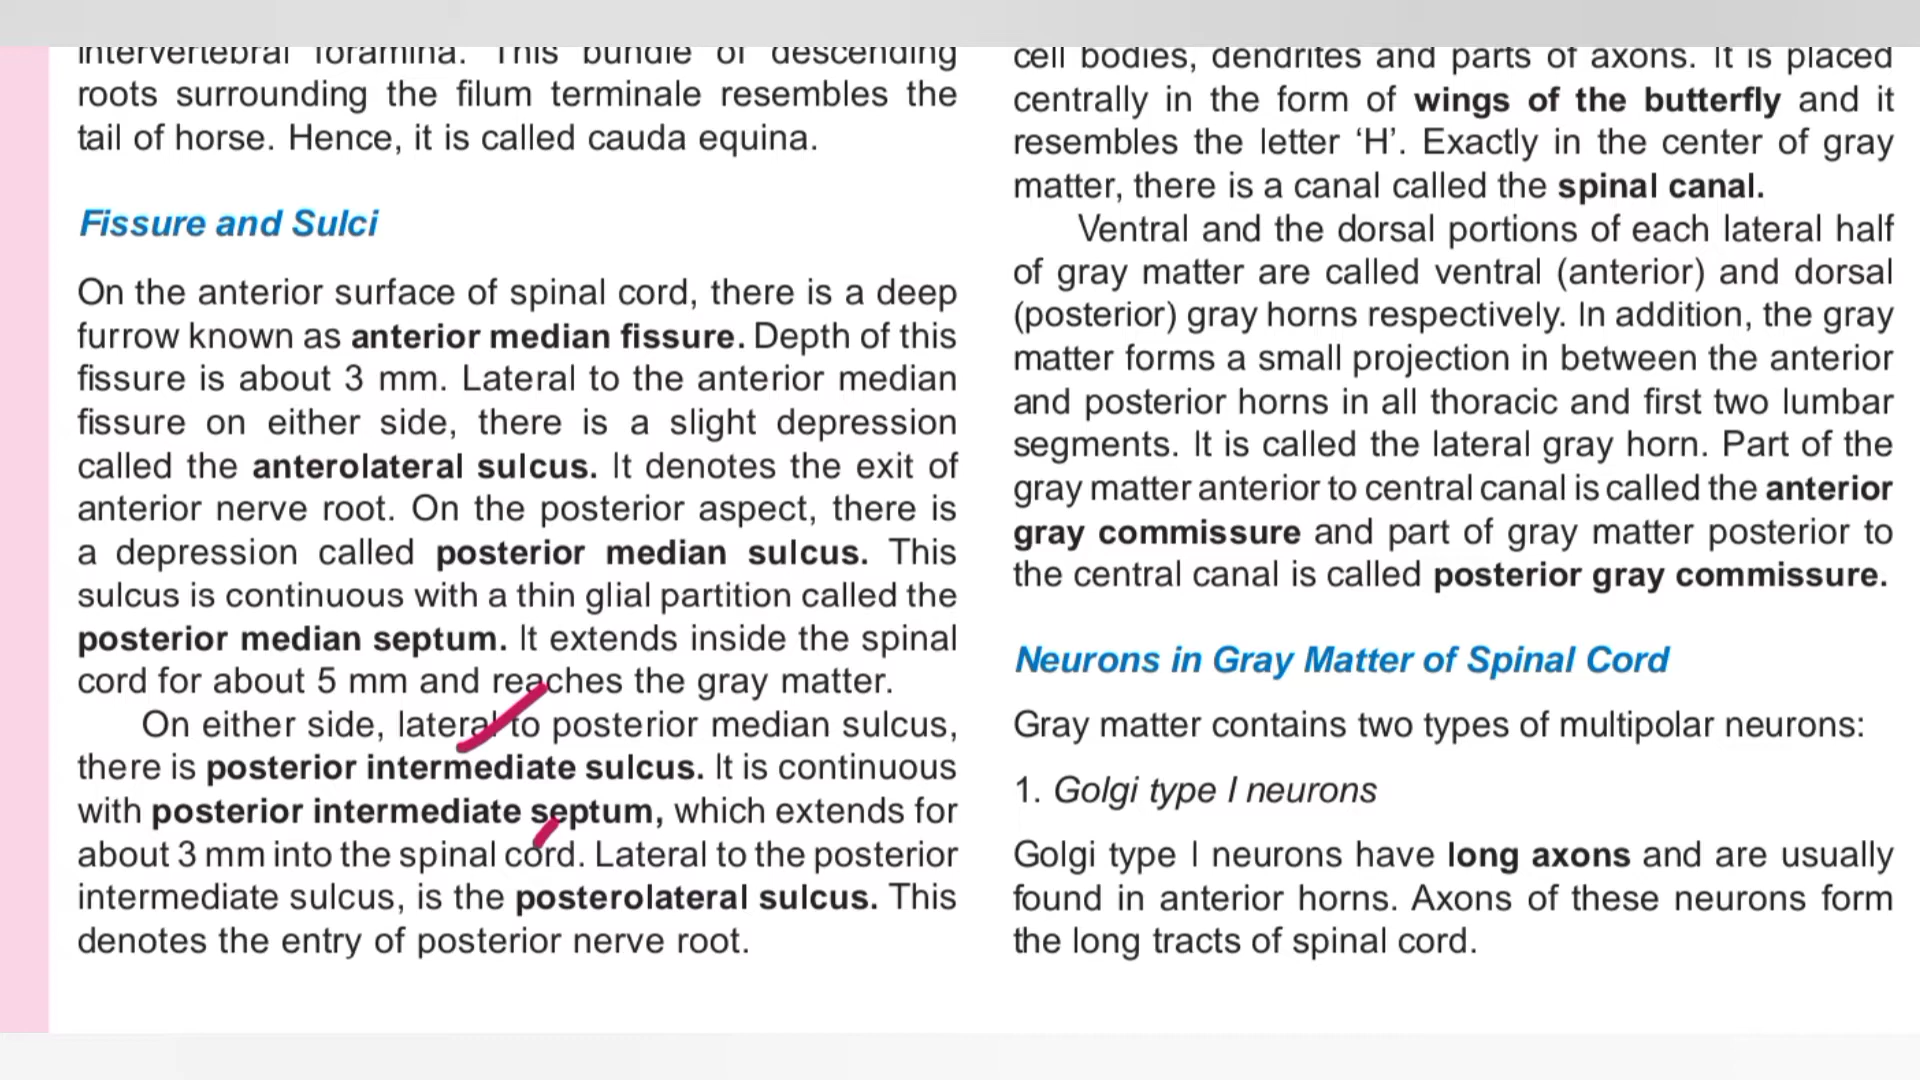 intervertebral foramina. This bundle of descending
roots surrounding the filum terminale resembles the
tail of horse. Hence, it is called cauda equina.
Fissure and Sulci
On the anterior surface of spinal cord, there is a deep
furrow known as anterior median fissure. Depth of this
fissure is about 3 mm. Lateral to the anterior median
fissure on either side, there is a slight depression
called the anterolateral sulcus. It denotes the exit of
anterior nerve root. On the posterior aspect, there is
a depression called posterior median sulcus. This
sulcus is continuous with a thin glial partition called the
posterior median septum. It extends inside the spinal
cord for about 5 mm and reaches the gray matter.
On either side, lateral to posterior median sulcus,
there is posterior intermediate sulcus. It is continuous
with posterior intermediate septum, which extends for
about 3 mm into the spinal cord. Lateral to the posterior
intermediate sulcus, is the posterolateral sulcus. This
denotes the entry of posterior nerve root.
cell bodies, dendrites and parts of axons. It is placed
centrally in the form of wings of the butterfly and it
resembles the letter ‘H’. Exactly in the center of gray
matter, there is a canal called the spinal canal.
Ventral and the dorsal portions of each lateral half
of gray matter are called ventral (anterior) and dorsal
(posterior) gray horns respectively. In addition, the gray
matter forms a small projection in between the anterior
and posterior horns in all thoracic and first two lumbar
segments. It is called the lateral gray horn. Part of the
gray matter anterior to central canal is called the anterior
gray commissure and part of gray matter posterior to
the central canal is called posterior gray commissure.
Neurons in Gray Matter of Spinal Cord
Gray matter contains two types of multipolar neurons:
1. Golgi type I neurons
Golgi type I neurons have long axons and are usually
found in anterior horns. Axons of these neurons form
the long tracts of spinal cord.